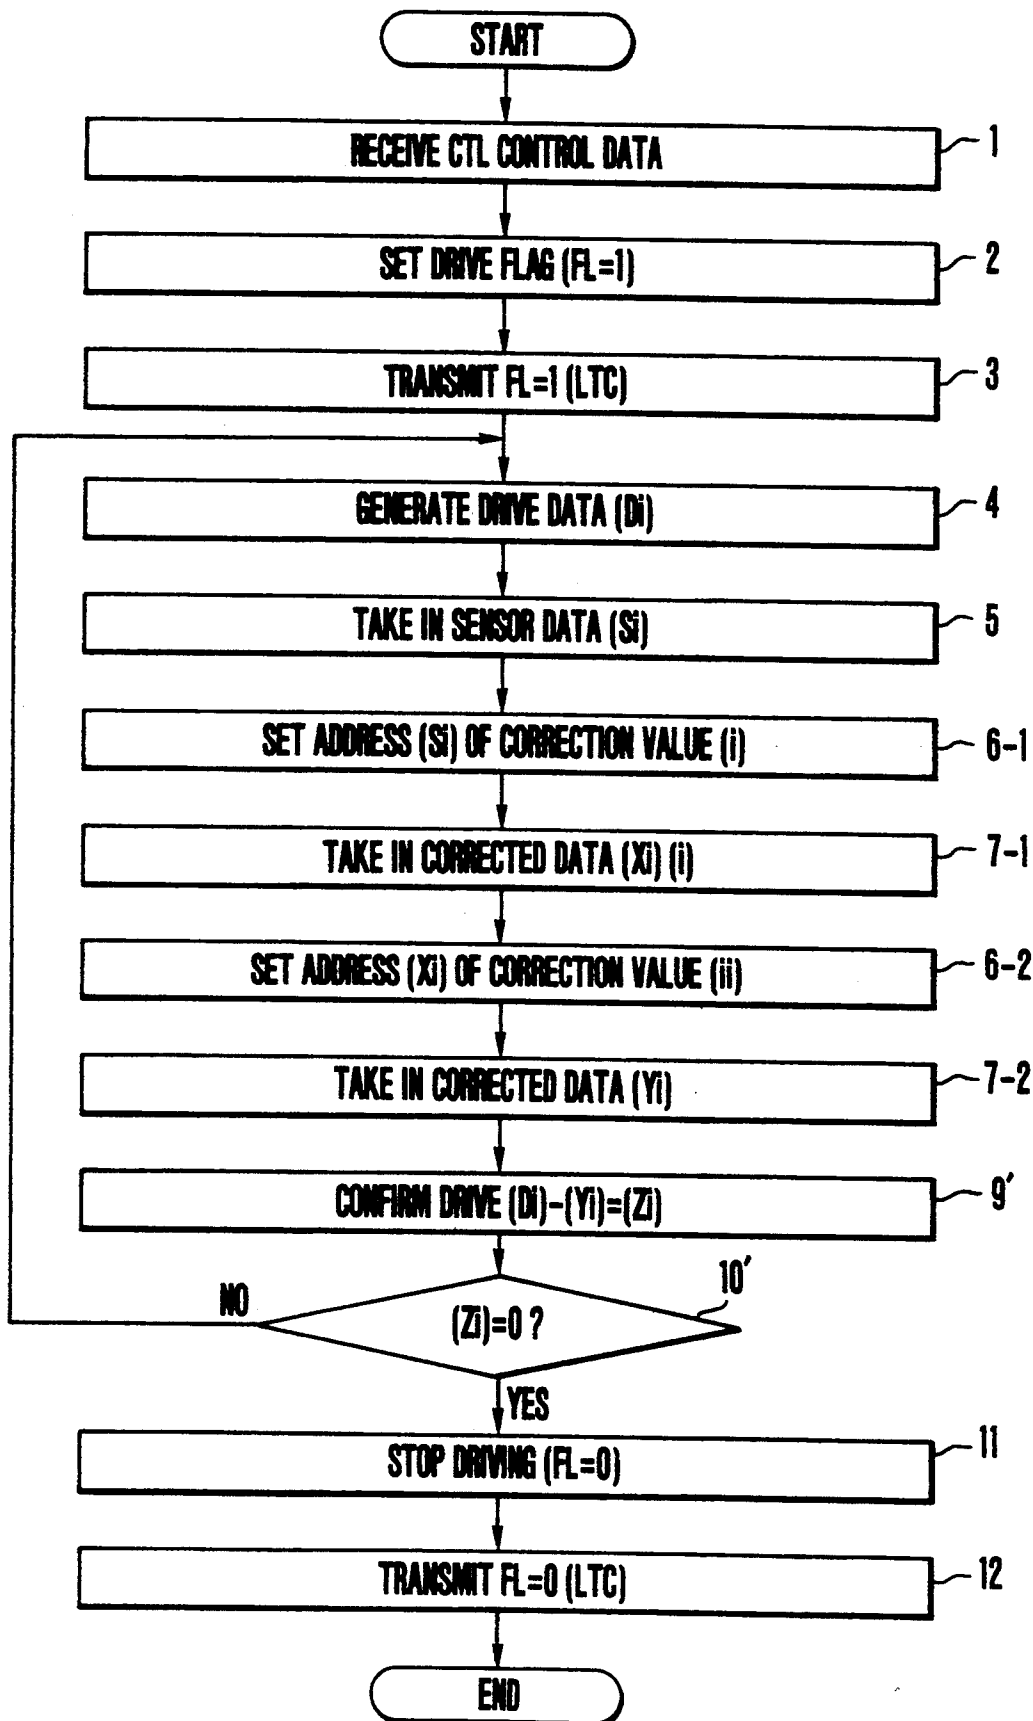 START
RECEIVE CTL CONTROL DATA 1
SET DRIVE FLAG (FL=1) 2
TRANSMIT FL=1 (LTC) 3
GENERATE DRIVE DATA (Di) 4
TAKE IN SENSOR DATA (Si) 5
SET ADDRESS (Si) OF CORRECTION VALUE (i) 6-1
TAKE IN CORRECTED DATA (Xi) (i) 7-1
SET ADDRESS (Xi) OF CORRECTION VALUE (ii) 6-2
TAKE IN CORRECTED DATA (Yi) 7-2
CONFIRM DRIVE (Di)-(Yi)=(Zi) 9'
10'
NO
(Zi)=0 ?
YES
STOP DRIVING (FL=0) 11
TRANSMIT FL=0 (LTC) 12
END